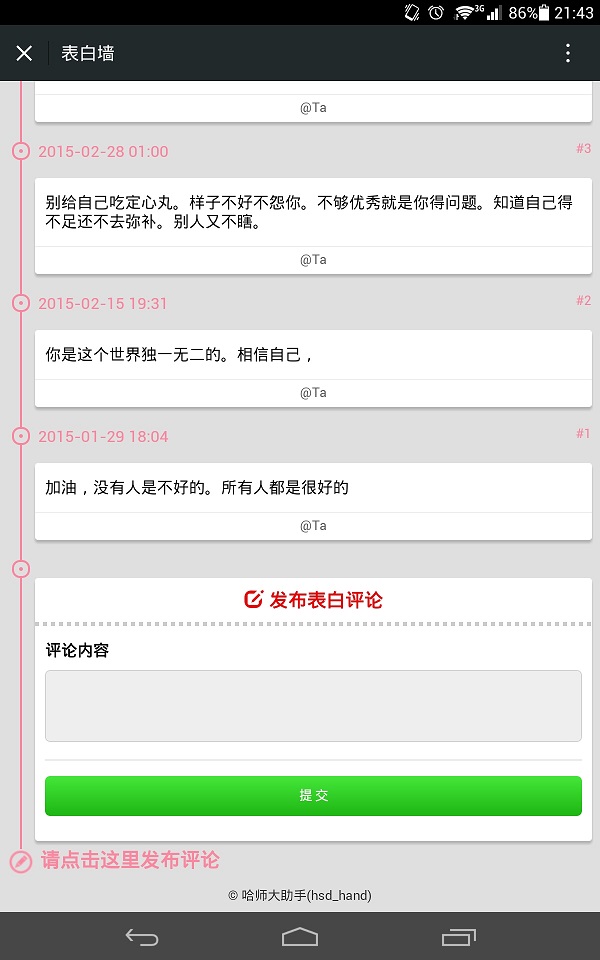 3G 86% 21:43
表白墙
@Ta
2015-02-28 01:00 #3
别给自己吃定心丸。样子不好不怨你。不够优秀就是你得问题。知道自己得
不足还不去弥补。别人又不瞎。
@Ta
2015-02-15 19:31 #2
你是这个世界独一无二的。相信自己，
@Ta
2015-01-29 18:04 #1
加油，没有人是不好的。所有人都是很好的
@Ta
发布表白评论
评论内容
提交
请点击这里发布评论
© 哈师大助手(hsd_hand)